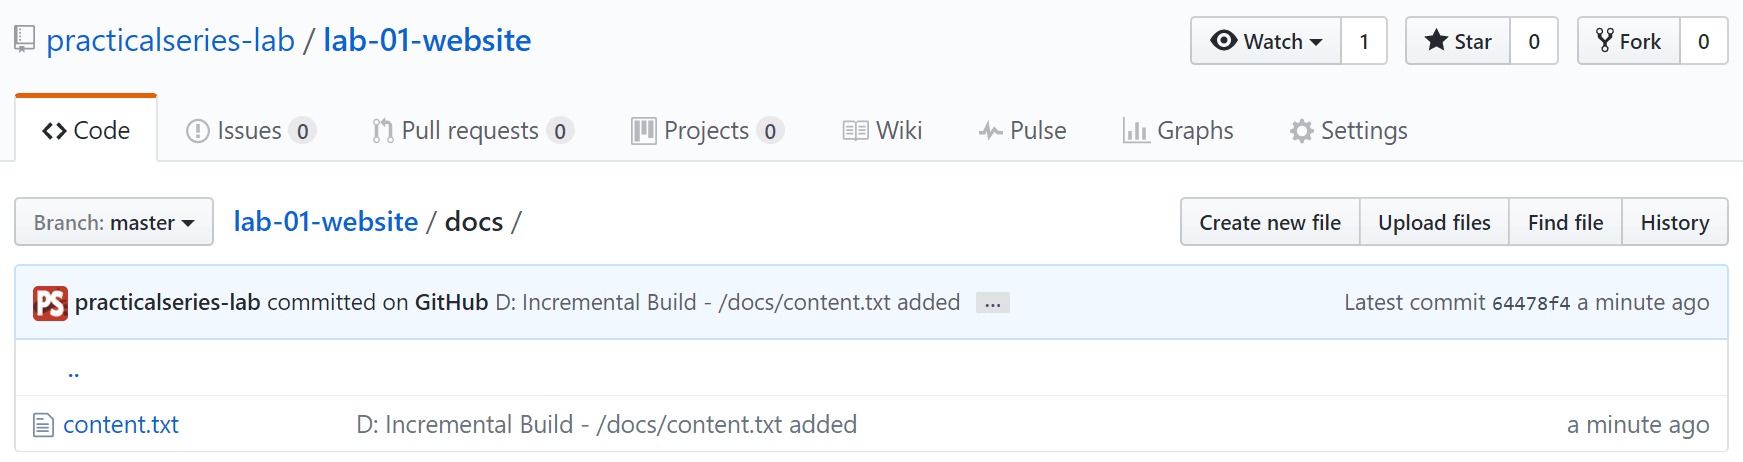 practicalseries-lab / lab-01-website Watch 1 Star 0 Fork 0
Code Issues 0 Pull requests 0 Projects 0 Wiki Pulse Graphs Settings
Branch: master lab-01-website / docs / Create new file Upload files Find file History
PS practicalseries-lab committed on GitHub D: Incremental Build - /docs/content.txt added ... Latest commit 64478f4 a minute ago
..
content.txt D: Incremental Build - /docs/content.txt added a minute ago